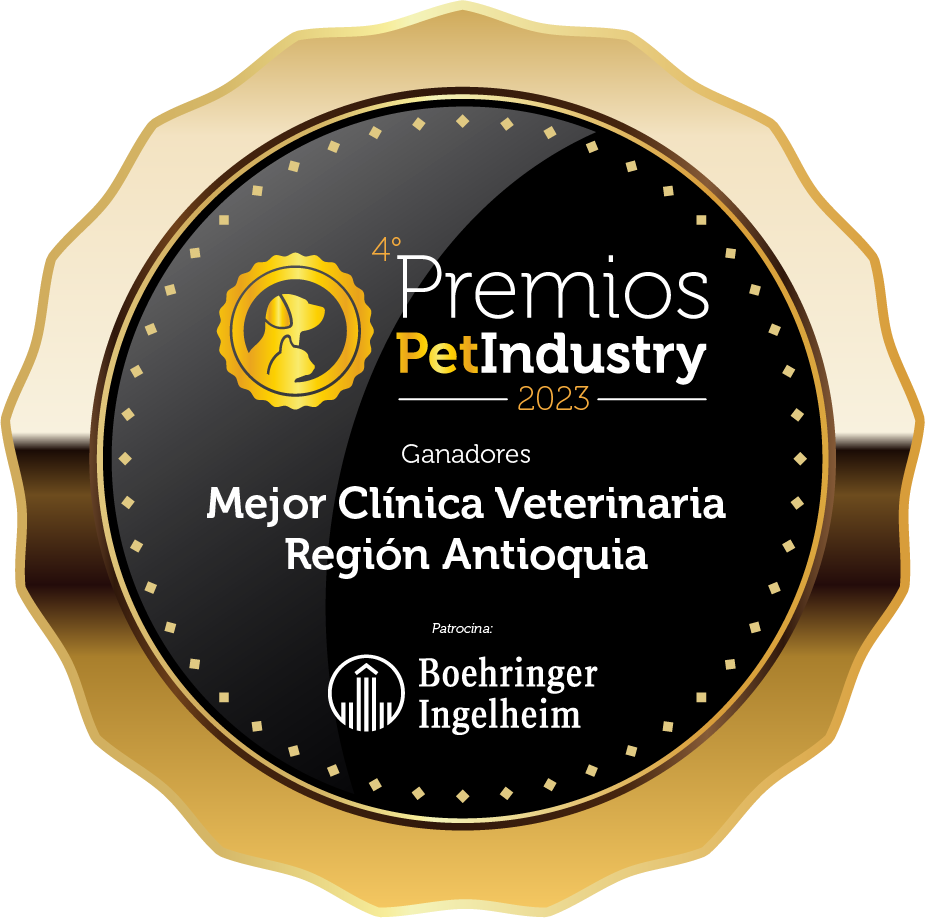 4°
Premios
PetIndustry
2023
Ganadores
Mejor Clínica Veterinaria
Región Antioquia
Patrocina:
Boehringer
Ingelheim